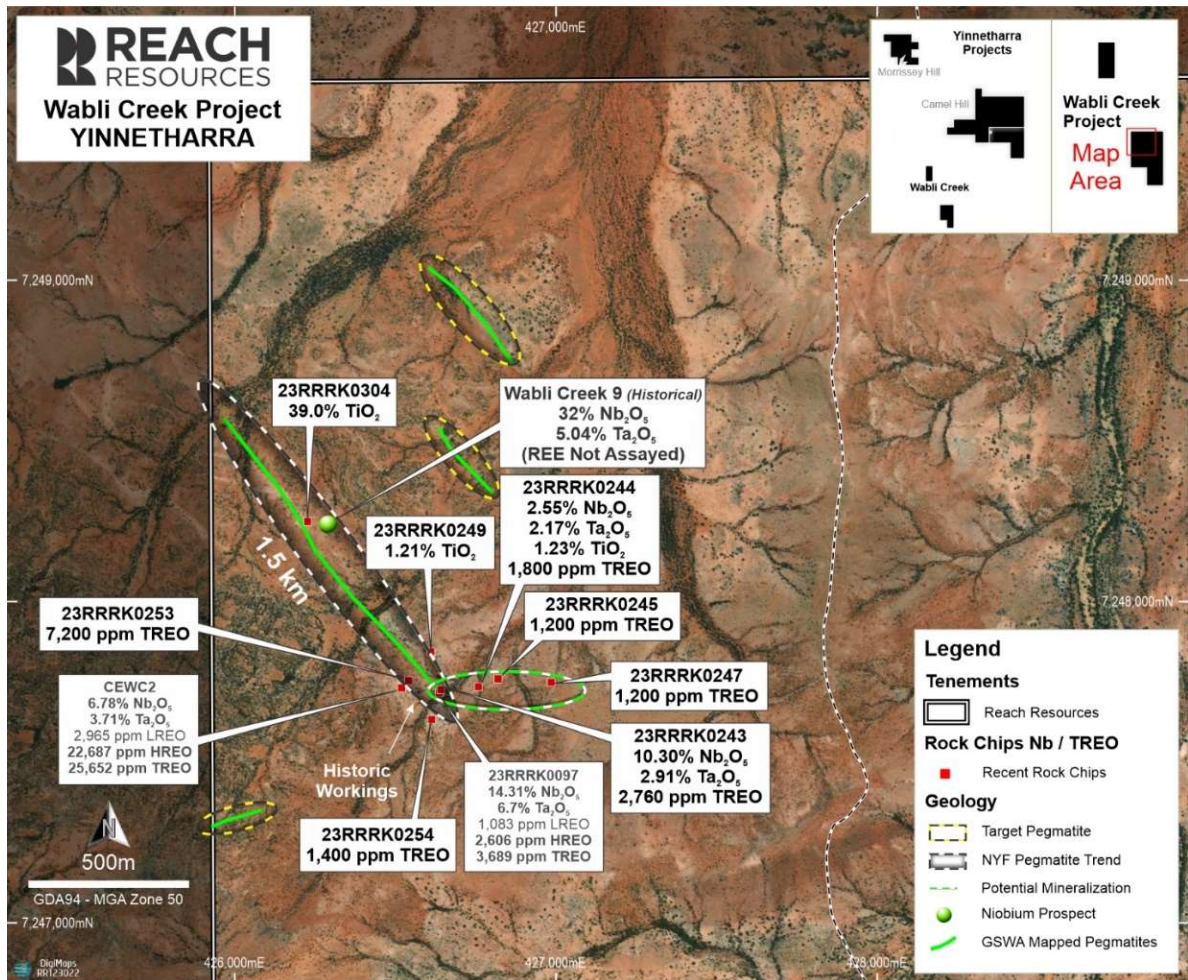 REACH
RESOURCES
Wabli Creek Project
YINNETHARRA
427,000mE
Yinnetharra
Projects
Morrissey Hill
Camel Hill
Wabli Creek
Wabli Creek
Project
Map
Area
7,249,000mN
7,249,000mN
23RRRK0304
39.0% TiO₂
Wabli Creek 9 (Historical)
32% Nb₂O₅
5.04% Ta₂O₅
(REE Not Assayed)
23RRRK0249
1.21% TiO₂
23RRRK0244
2.55% Nb₂O₅
2.17% Ta₂O₅
1.23% TiO₂
1,800 ppm TREO
1.5 km
23RRRK0245
1,200 ppm TREO
7,248,000mN
23RRRK0253
7,200 ppm TREO
23RRRK0247
1,200 ppm TREO
CEWC2
6.78% Nb₂O₅
3.71% Ta₂O₅
2,965 ppm LREO
22,687 ppm HREO
25,652 ppm TREO
Historic
Workings
23RRRK0254
1,400 ppm TREO
23RRRK0097
14.31% Nb₂O₅
6.7% Ta₂O₅
1,083 ppm LREO
2,606 ppm HREO
3,689 ppm TREO
23RRRK0243
10.30% Nb₂O₅
2.91% Ta₂O₅
2,760 ppm TREO
Legend
Tenements
Reach Resources
Rock Chips Nb / TREO
Recent Rock Chips
Geology
Target Pegmatite
NYF Pegmatite Trend
Potential Mineralization
Niobium Prospect
GSWA Mapped Pegmatites
N
500m
GDA94 - MGA Zone 50
7,247,000mN
DigiMaps
RR123022
426,000mE
427,000mE
428,000mE